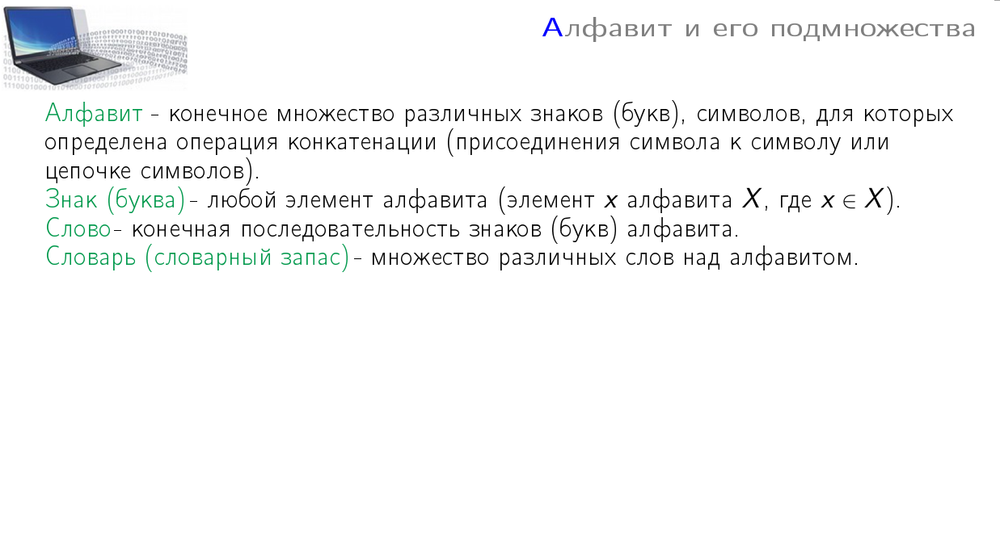 Алфавит и его подмножества
Алфавит - конечное множество различных знаков (букв), символов, для которых
определена операция конкатенации (присоединения символа к символу или
цепочке символов).
Знак (буква) - любой элемент алфавита (элемент x алфавита X, где x ∈ X).
Слово - конечная последовательность знаков (букв) алфавита.
Словарь (словарный запас) - множество различных слов над алфавитом.